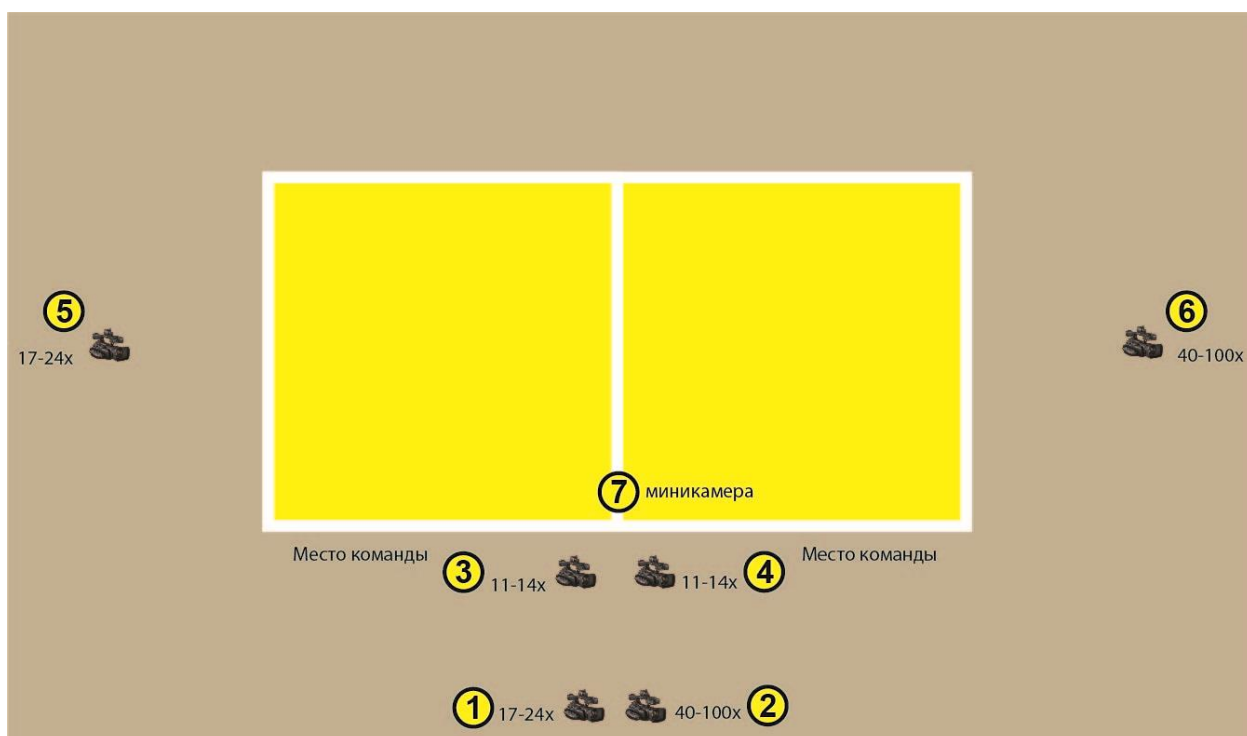 5
17-24x
6
40-100x
7 миникамера
Место команды
3 11-14x
11-14x 4
Место команды
1 17-24x
40-100x 2